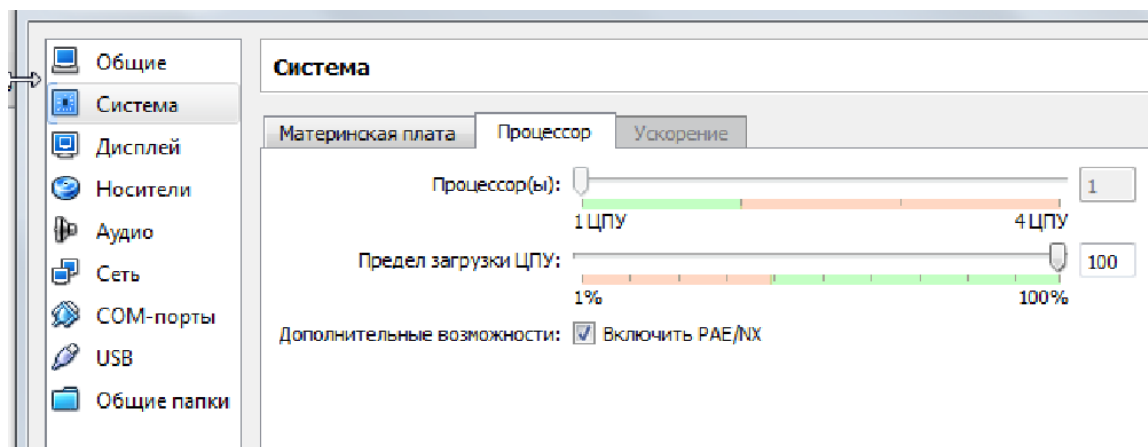 Общие
Система
Дисплей
Носители
Аудио
Сеть
COM-порты
USB
Общие папки
Система
Материнская плата Процессор Ускорение
Процессор(ы): 1
1 ЦПУ 4 ЦПУ
Предел загрузки ЦПУ: 100
1% 100%
Дополнительные возможности: Включить PAE/NX